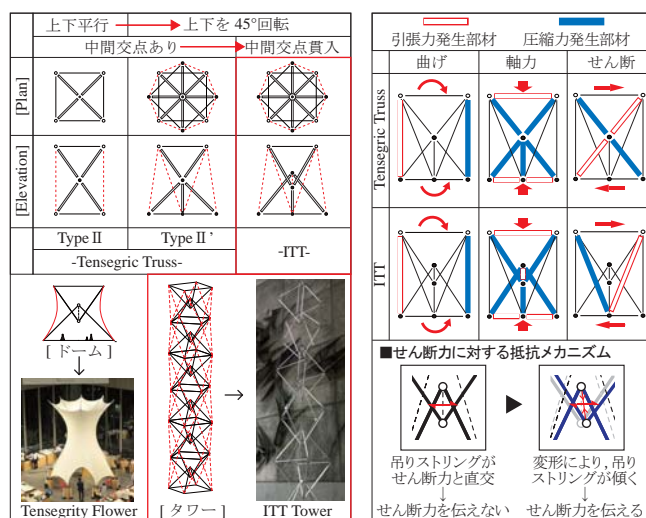 上下平行 → 上下を 45°回転
中間交点あり → 中間交点貫入
[Plan]
[Elevation]
Type II
Type II’
-Tensegric Truss-
-ITT-
[ ドーム ]
Tensegrity Flower
[ タワー ]
ITT Tower
引張力発生部材
圧縮力発生部材
曲げ
軸力
せん断
Tensegric Truss
ITT
■せん断力に対する抵抗メカニズム
吊りストリングが
せん断力と直交
↓
せん断力を伝えない
変形により, 吊り
ストリングが傾く
↓
せん断力を伝える